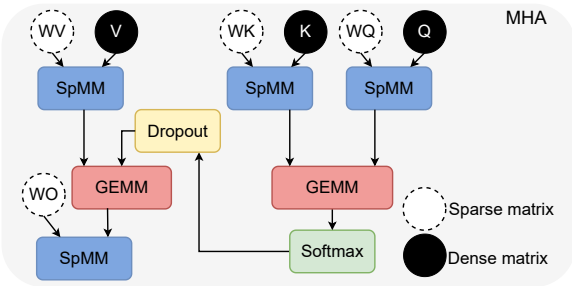 MHA
WV
V
WK
K
WQ
Q
SpMM
SpMM
SpMM
Dropout
GEMM
GEMM
WO
Sparse matrix
SpMM
Softmax
Dense matrix